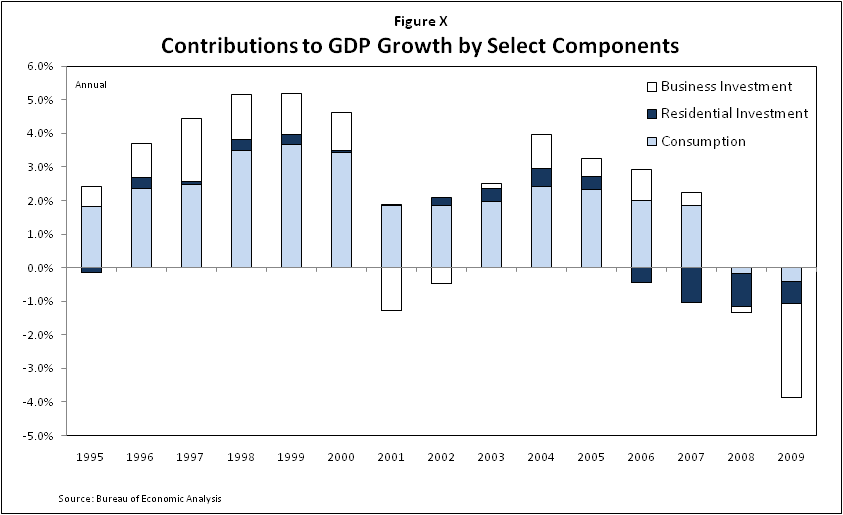 Figure X
Contributions to GDP Growth by Select Components
6.0%
5.0%
4.0%
3.0%
2.0%
1.0%
0.0%
-1.0%
-2.0%
-3.0%
-4.0%
-5.0%
Annual
Business Investment
Residential Investment
Consumption
1995 1996 1997 1998 1999 2000 2001 2002 2003 2004 2005 2006 2007 2008 2009
Source: Bureau of Economic Analysis